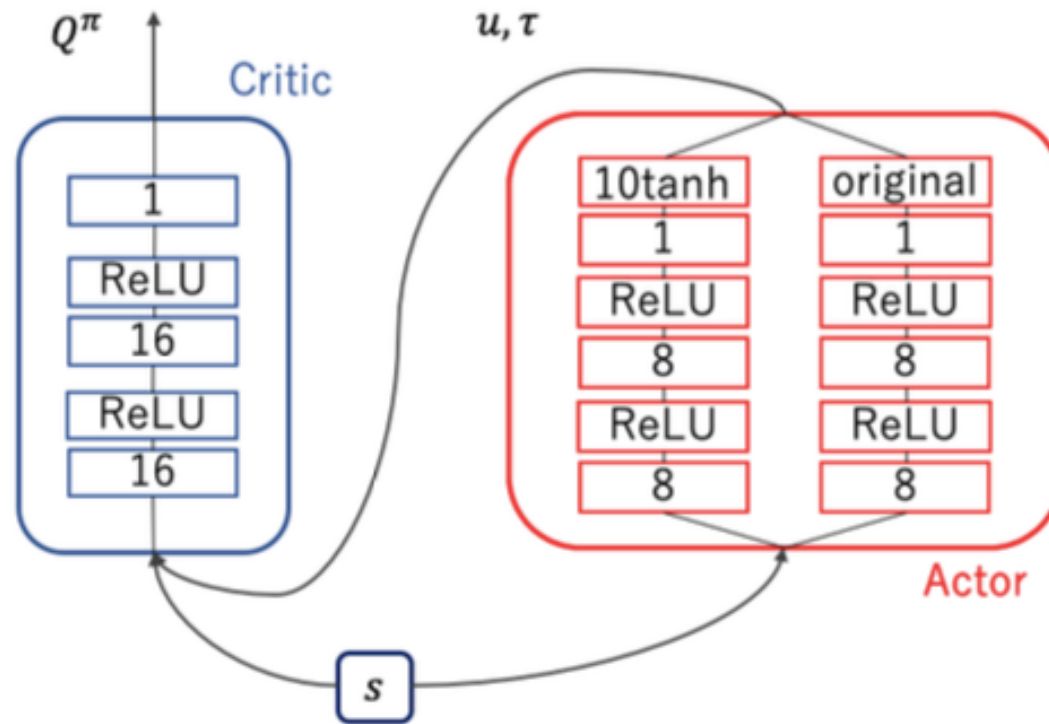 Q^π
u, τ
Critic
1
ReLU
16
ReLU
16
10tanh
1
ReLU
8
ReLU
8
original
1
ReLU
8
ReLU
8
Actor
s